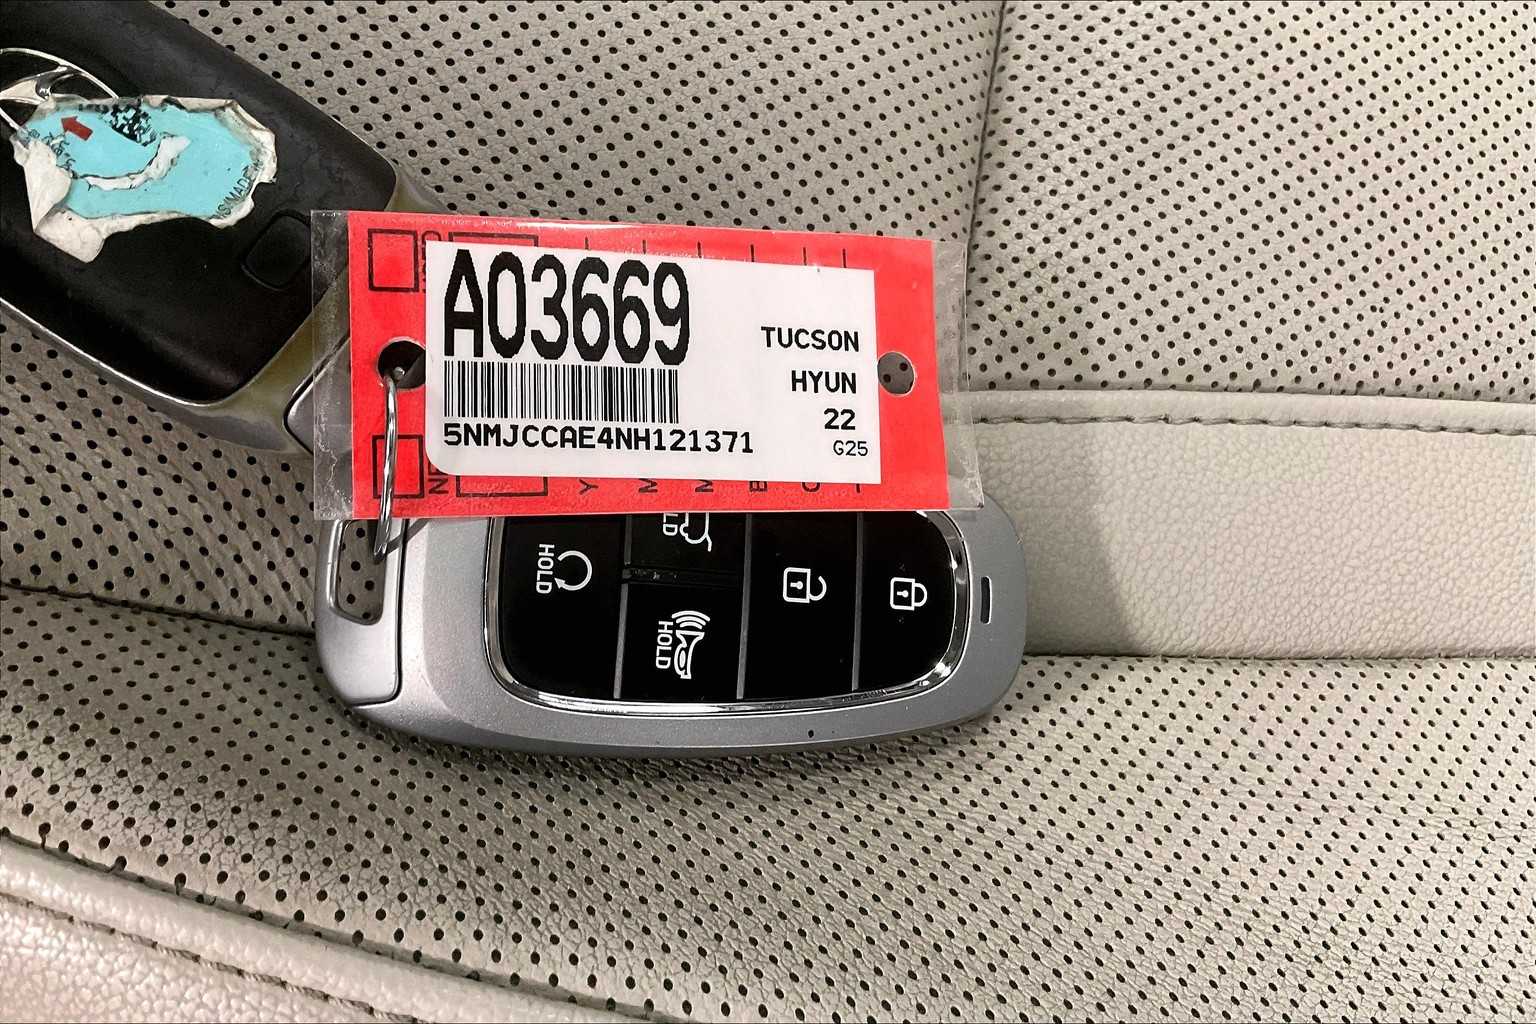 A03669
TUCSON
HYUN
22
5NMJCCAE4NH121371
G25
HOLD
HOLD